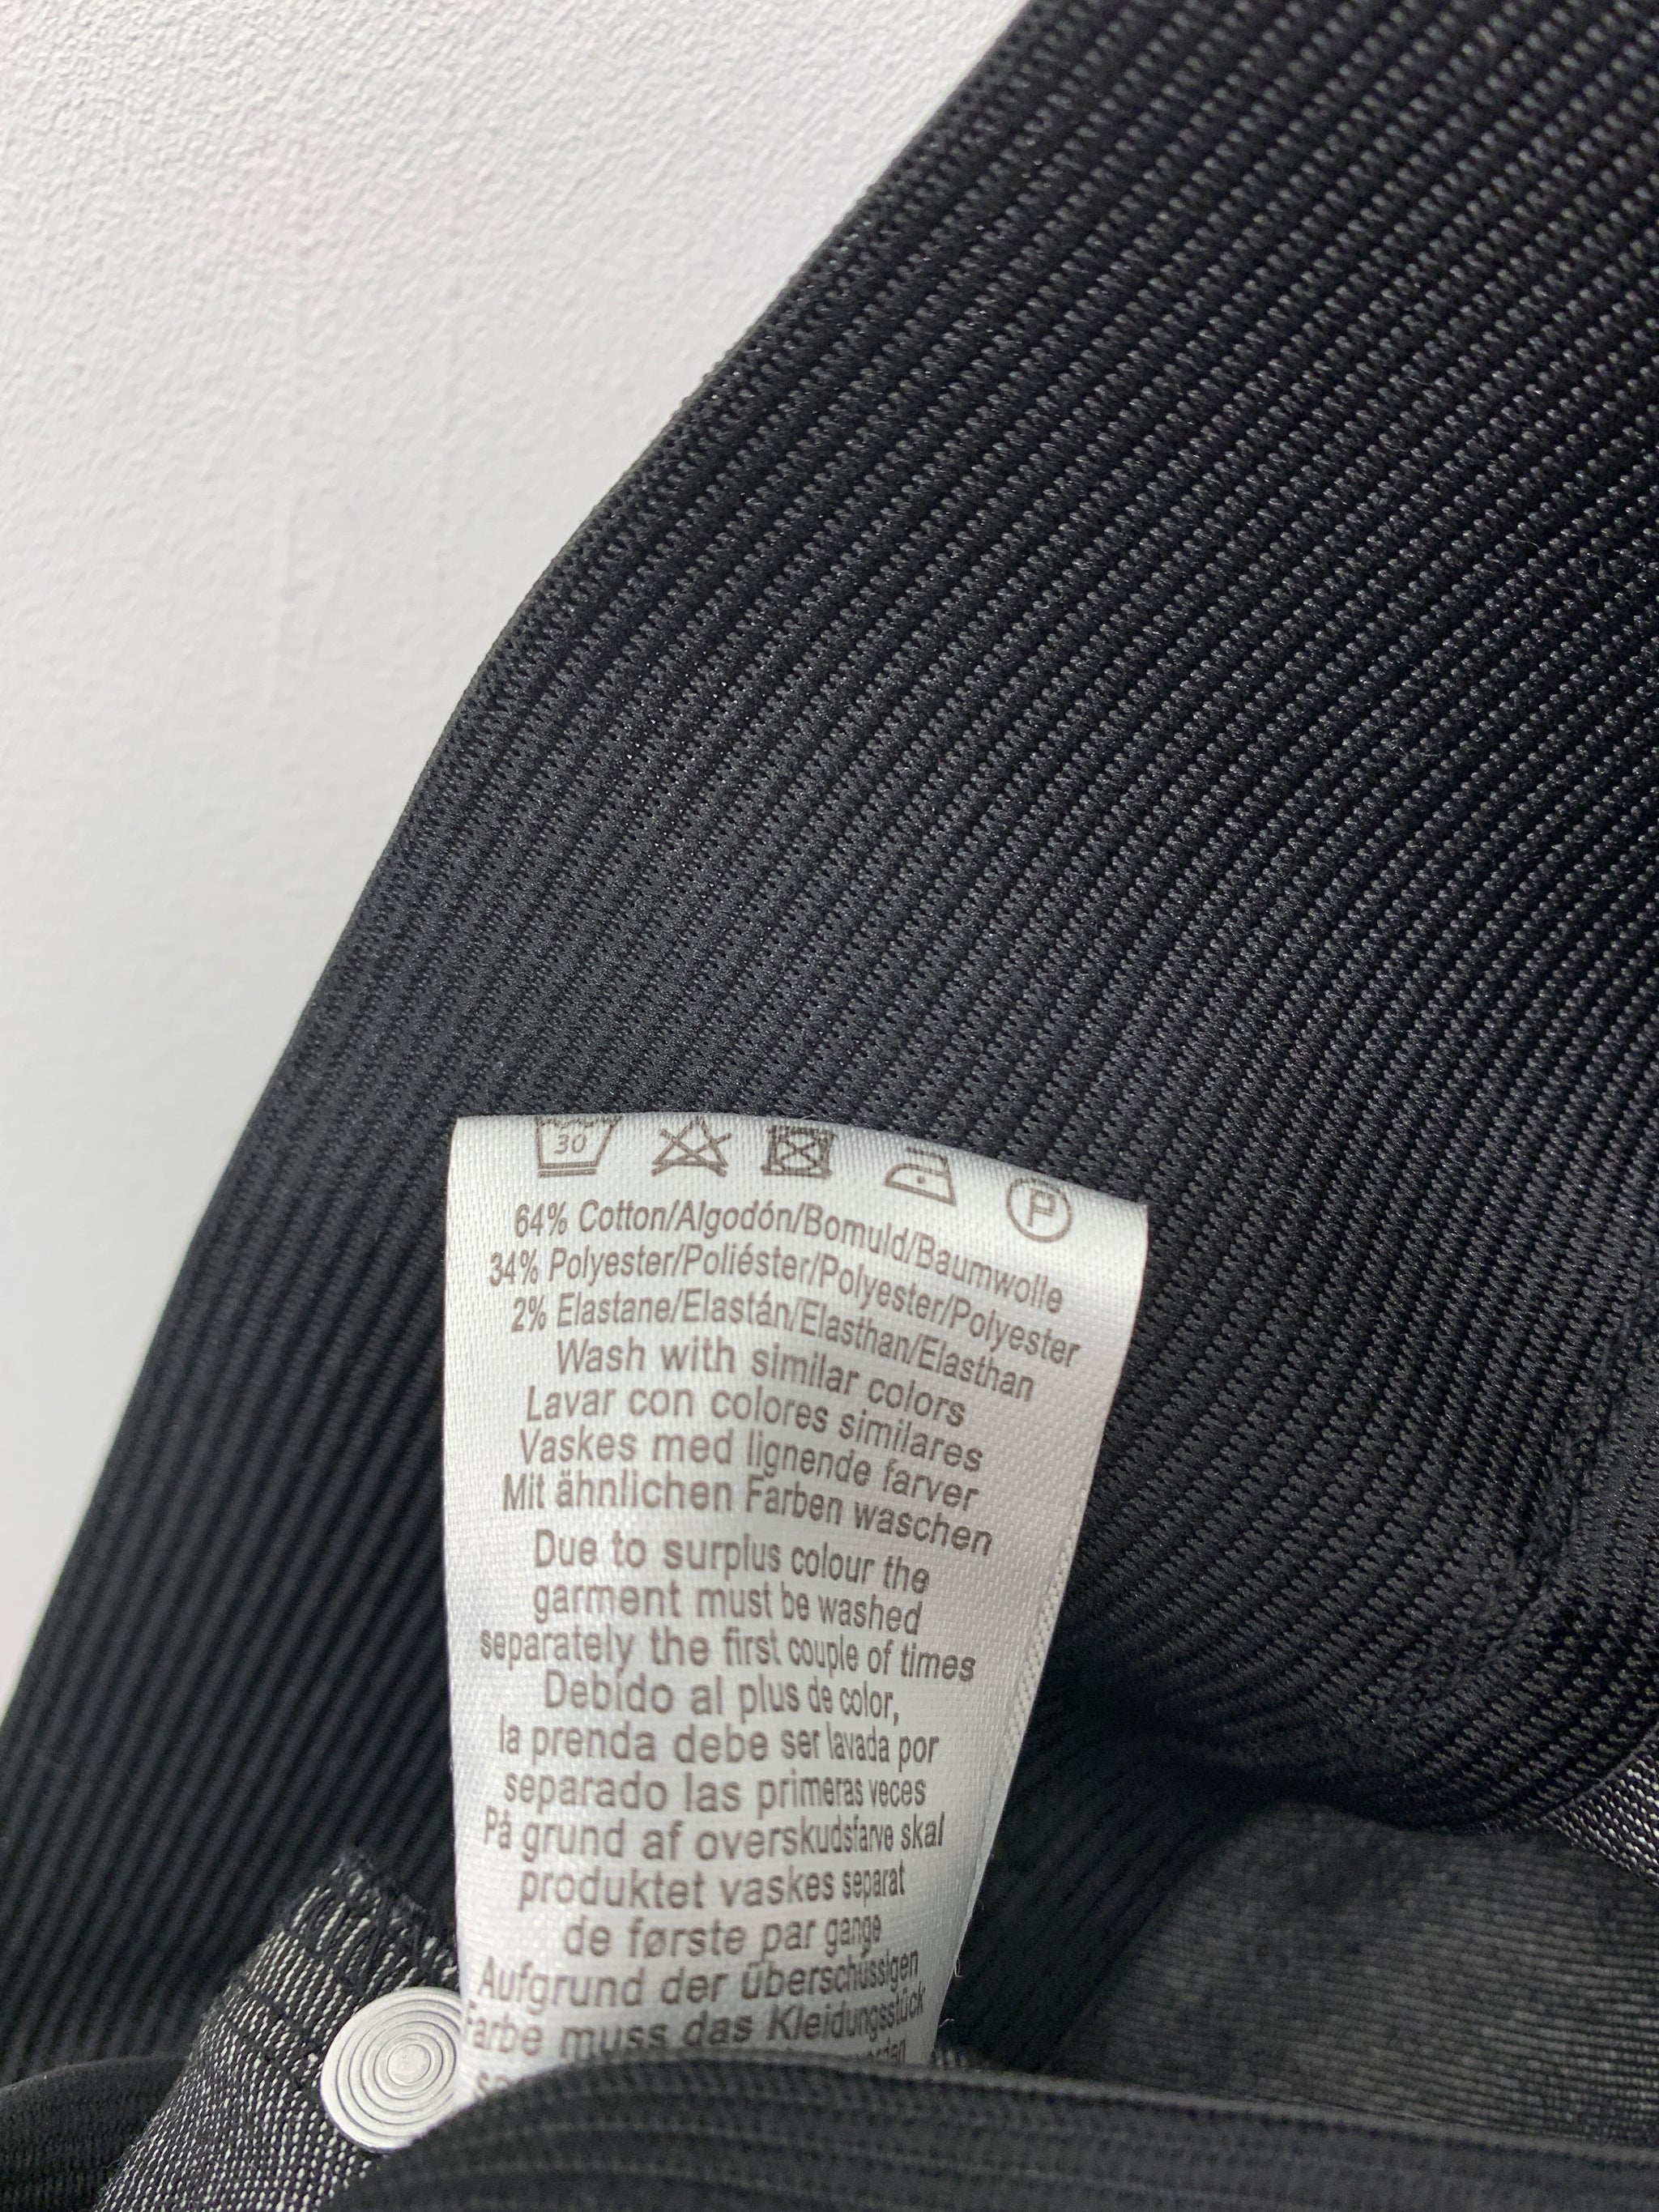 30
P
64% Cotton/Algodón/Bomuld/Baumwolle
34% Polyester/Poliéster/Polyester/Polyester
2% Elastane/Elastán/Elasthan/Elasthan
Wash with similar colors
Lavar con colores similares
Vaskes med lignende farver
Mit ähnlichen Farben waschen
Due to surplus colour the
garment must be washed
separately the first couple of times
Debido al plus de color,
la prenda debe ser lavada por
separado las primeras veces
På grund af overskudsfarve skal
produktet vaskes separat
de første par gange
Aufgrund der überschüssigen
Farbe muss das Kleidungsstück